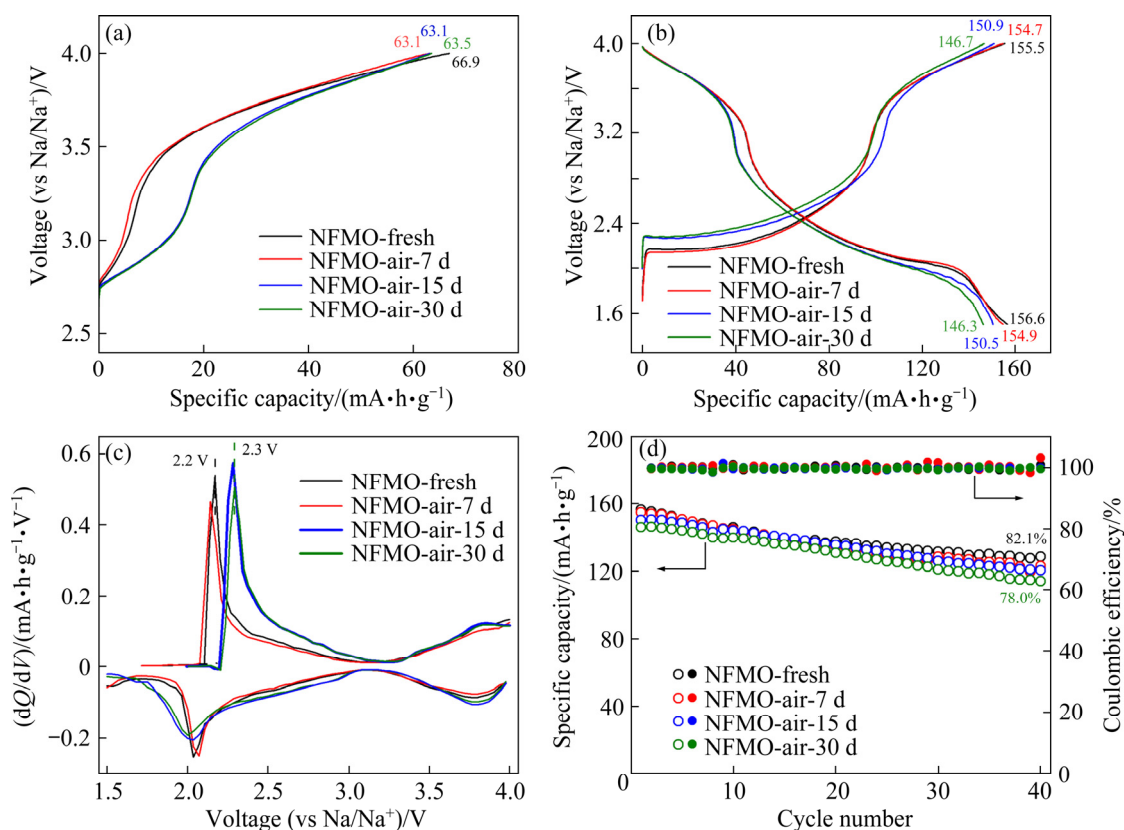 (a)
63.1
63.1
63.5
66.9
4.0
3.5
3.0
2.5
Voltage (vs Na/Na⁺)/V
NFMO-fresh
NFMO-air-7 d
NFMO-air-15 d
NFMO-air-30 d
0
20
40
60
80
Specific capacity/(mA•h•g⁻¹)
(b)
150.9
154.7
146.7
155.5
4.0
3.2
2.4
1.6
Voltage (vs Na/Na⁺)/V
NFMO-fresh
NFMO-air-7 d
NFMO-air-15 d
NFMO-air-30 d
156.6
146.3
154.9
150.5
0
40
80
120
160
Specific capacity/(mA•h•g⁻¹)
(c)
2.2 V
2.3 V
0.6
0.4
0.2
0
−0.2
(dQ/dV)/(mA•h•g⁻¹•V⁻¹)
NFMO-fresh
NFMO-air-7 d
NFMO-air-15 d
NFMO-air-30 d
1.5
2.0
2.5
3.0
3.5
4.0
Voltage (vs Na/Na⁺)/V
(d)
200
160
120
80
40
0
Specific capacity/(mA•h•g⁻¹)
82.1%
78.0%
NFMO-fresh
NFMO-air-7 d
NFMO-air-15 d
NFMO-air-30 d
100
80
60
40
20
0
Coulombic efficiency/%
0
10
20
30
40
Cycle number